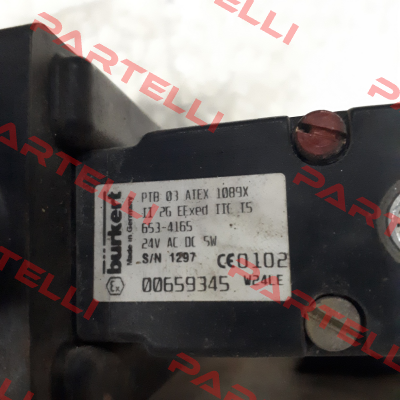 PARTELLI
PARTELLI
PARTELLI
PARTELLI
PARTELLI
burkert
Made in Germany
PTB 03 ATEX 1089X
II 2G EExed IIC T5
653-4165
24V AC DC 5W
S/N 1297
CE0102
Ex
00659345
W24LE